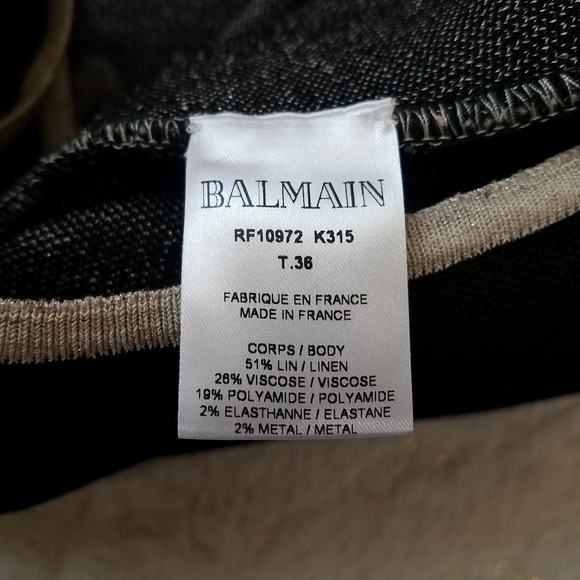 BALMAIN
RF10972 K315
T.36
FABRIQUE EN FRANCE
MADE IN FRANCE
CORPS / BODY
51% LIN / LINEN
26% VISCOSE / VISCOSE
19% POLYAMIDE / POLYAMIDE
2% ELASTHANNE / ELASTANE
2% METAL / METAL